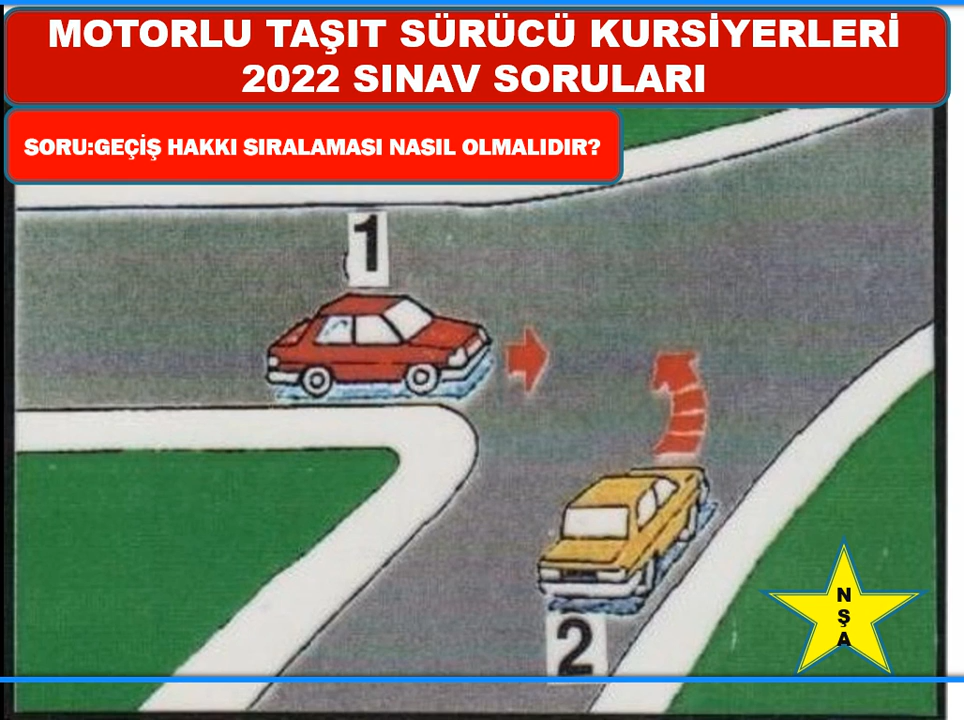 MOTORLU TAŞIT SÜRÜCÜ KURSİYERLERİ
2022 SINAV SORULARI
SORU:GEÇİŞ HAKKI SIRALAMASI NASIL OLMALIDIR?
1
2
N
Ş
A